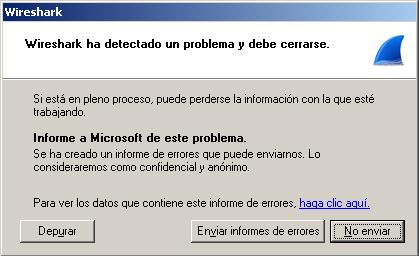 Wireshark
Wireshark ha detectado un problema y debe cerrarse.
Si está en pleno proceso, puede perderse la información con la que esté
trabajando.
Informe a Microsoft de este problema.
Se ha creado un informe de errores que puede enviarnos. Lo
consideraremos como confidencial y anónimo.
Para ver los datos que contiene este informe de errores, haga clic aquí.
Depurar
Enviar informes de errores
No enviar